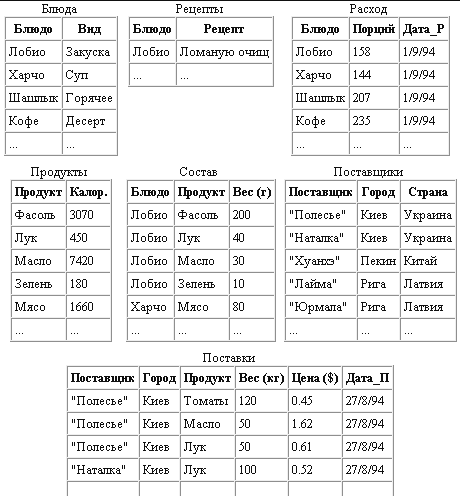 Блюда
Блюдо Вид
Лобио Закуска
Харчо Суп
Шашлык Горячее
Кофе Десерт
... ...
Рецепты
Блюдо Рецепт
Лобио Ломаную очищ
... ...
Расход
Блюдо Порций Дата_Р
Лобио 158 1/9/94
Харчо 144 1/9/94
Шашлык 207 1/9/94
Кофе 235 1/9/94
... ... ...
Продукты
Продукт Калор.
Фасоль 3070
Лук 450
Масло 7420
Зелень 180
Мясо 1660
... ...
Состав
Блюдо Продукт Вес (г)
Лобио Фасоль 200
Лобио Лук 40
Лобио Масло 30
Лобио Зелень 10
Харчо Мясо 80
... ... ...
Поставщики
Поставщик Город Страна
"Полесье" Киев Украина
"Наталка" Киев Украина
"Хуанхэ" Пекин Китай
"Лайма" Рига Латвия
"Юрмала" Рига Латвия
... ... ...
Поставки
Поставщик Город Продукт Вес (кг) Цена ($) Дата_П
"Полесье" Киев Томаты 120 0.45 27/8/94
"Полесье" Киев Масло 50 1.62 27/8/94
"Полесье" Киев Лук 50 0.61 27/8/94
"Наталка" Киев Лук 100 0.52 27/8/94